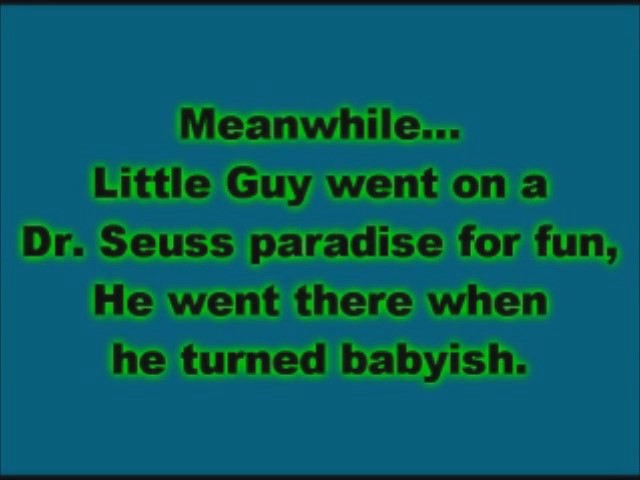 Meanwhile...
Little Guy went on a
Dr. Seuss paradise for fun,
He went there when
he turned babyish.